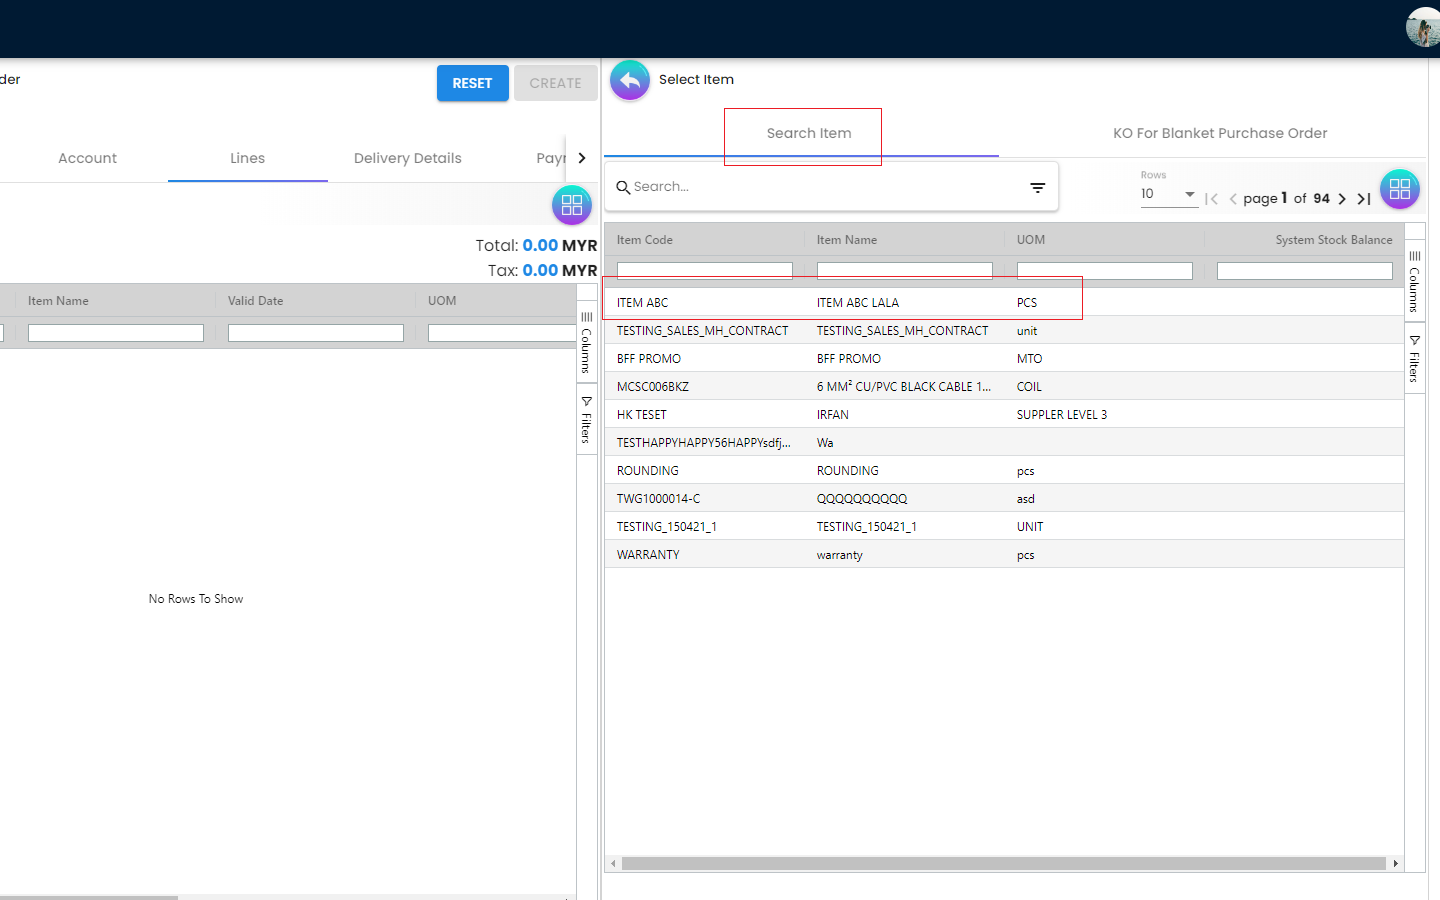 der
RESET
CREATE
Account
Lines
Delivery Details
Total: 0.00 MYR
Tax: 0.00 MYR
Item Name
Valid Date
UOM
Columns
Filters
No Rows To Show
Select Item
Search Item
KO For Blanket Purchase Order
Search...
Rows
10
page 1 of 94
Item Code
Item Name
UOM
System Stock Balance
ITEM ABC
ITEM ABC LALA
PCS
TESTING_SALES_MH_CONTRACT
TESTING_SALES_MH_CONTRACT
unit
BFF PROMO
BFF PROMO
MTO
MCSC006BKZ
6 MM² CU/PVC BLACK CABLE 1...
COIL
HK TESET
IRFAN
SUPPLER LEVEL 3
TESTHAPPYHAPPY56HAPPYsdfj...
Wa
ROUNDING
ROUNDING
pcs
TWG1000014-C
QQQQQQQQQQ
asd
TESTING_150421_1
TESTING_150421_1
UNIT
WARRANTY
warranty
pcs
Columns
Filters